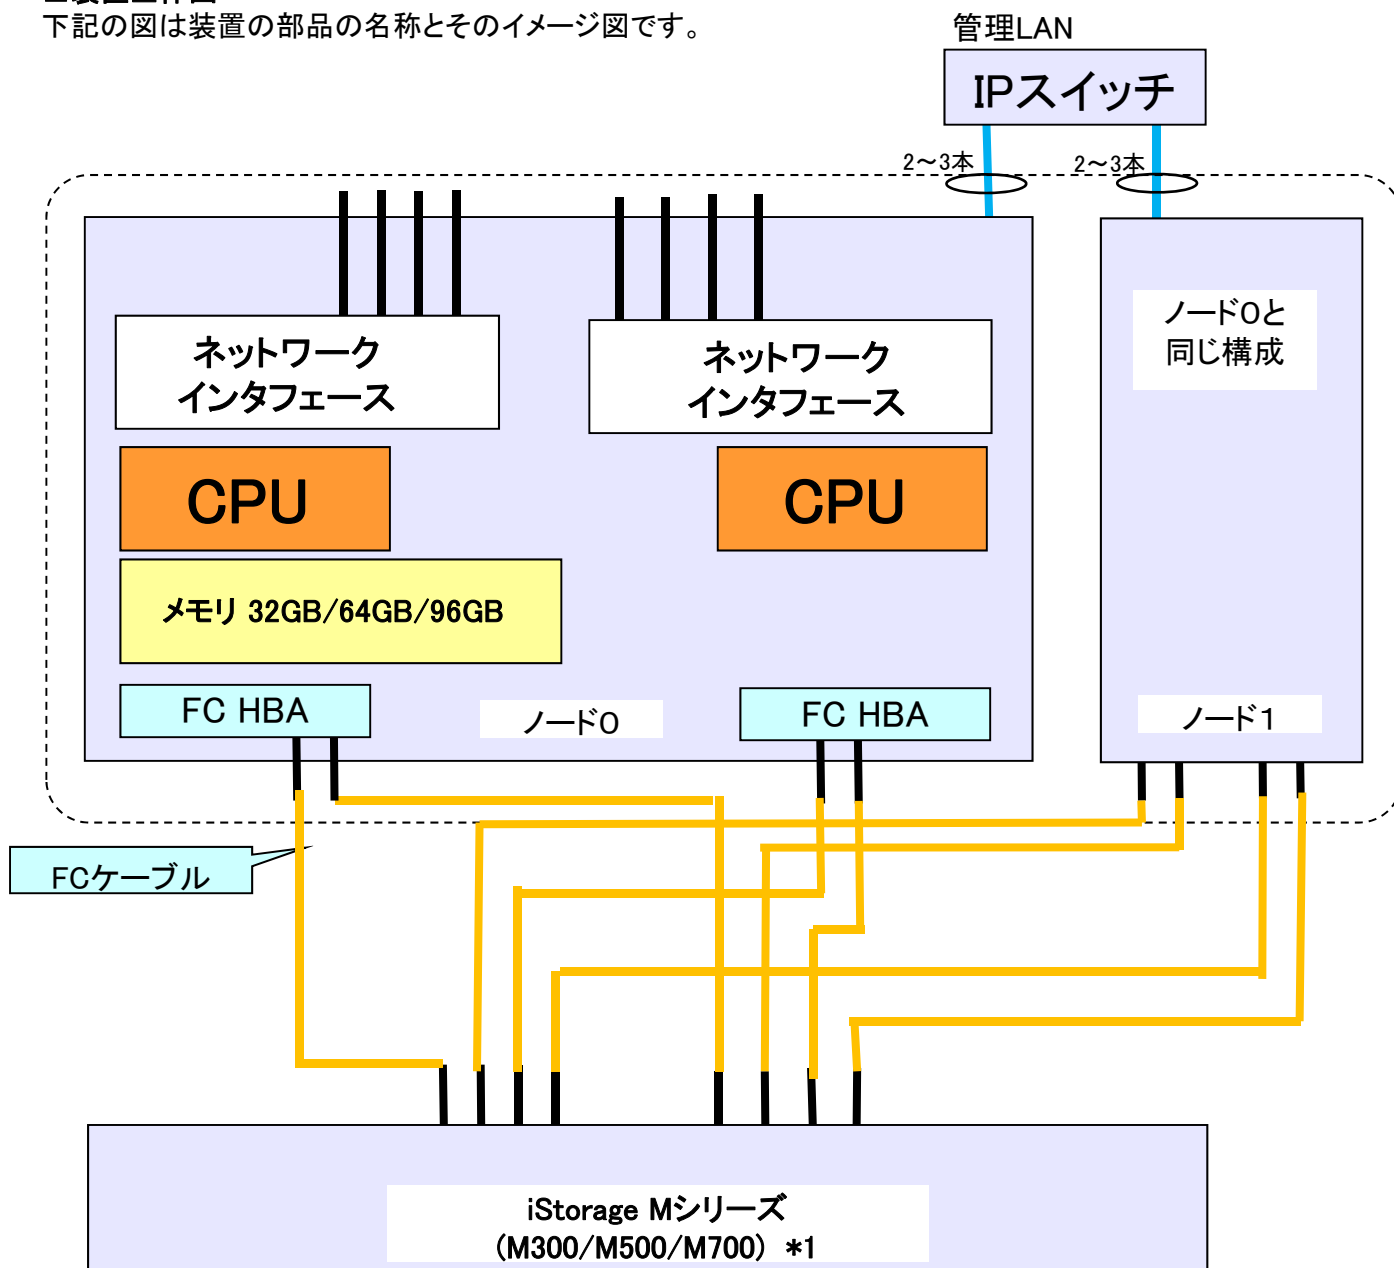 下記の図は装置の部品の名称とそのイメージ図です。
管理LAN
IPスイッチ
2～3本
2～3本
ネットワーク
インタフェース
ネットワーク
インタフェース
ノード0と
同じ構成
CPU
CPU
メモリ 32GB/64GB/96GB
FC HBA
ノード0
FC HBA
ノード1
FCケーブル
iStorage Mシリーズ
(M300/M500/M700) *1